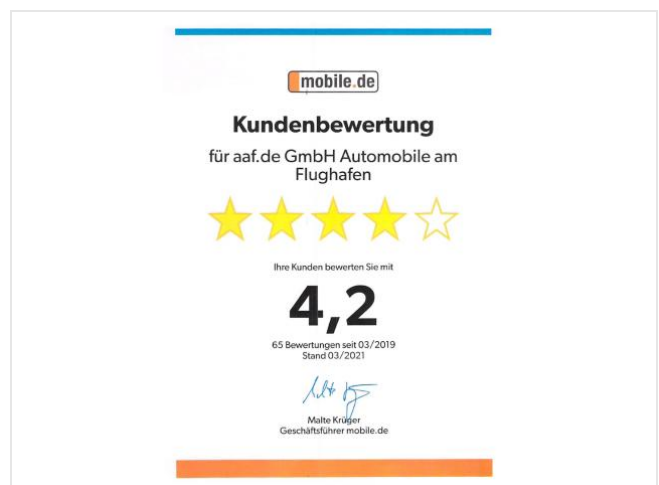 mobile.de
Kundenbewertung
für aaf.de GmbH Automobile am
Flughafen
Ihre Kunden bewerten Sie mit
4,2
65 Bewertungen seit 03/2019
Stand 03/2021
Malte Krüger
Geschäftsführer mobile.de